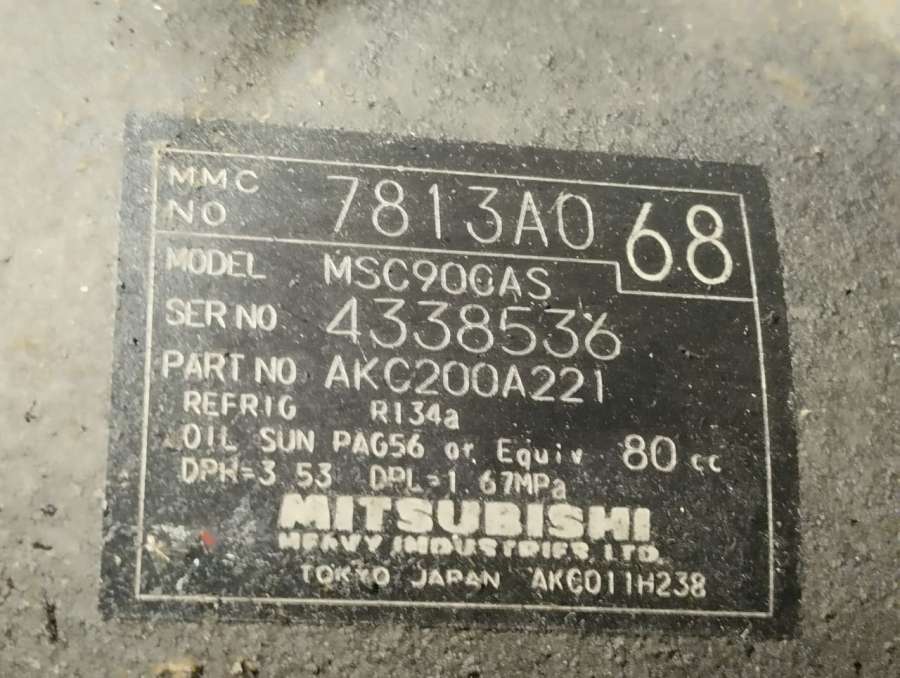 MMC NO 7813A0 68
MODEL MSC90CAS
SER NO 4338536
PART NO AKC200A221
REFRIG R134a
OIL SUN PAG56 or Equiv 80 cc
DPH=3.53 DPL=1.67MPa
MITSUBISHI
HEAVY INDUSTRIES, LTD.
TOKYO JAPAN AKC011H238